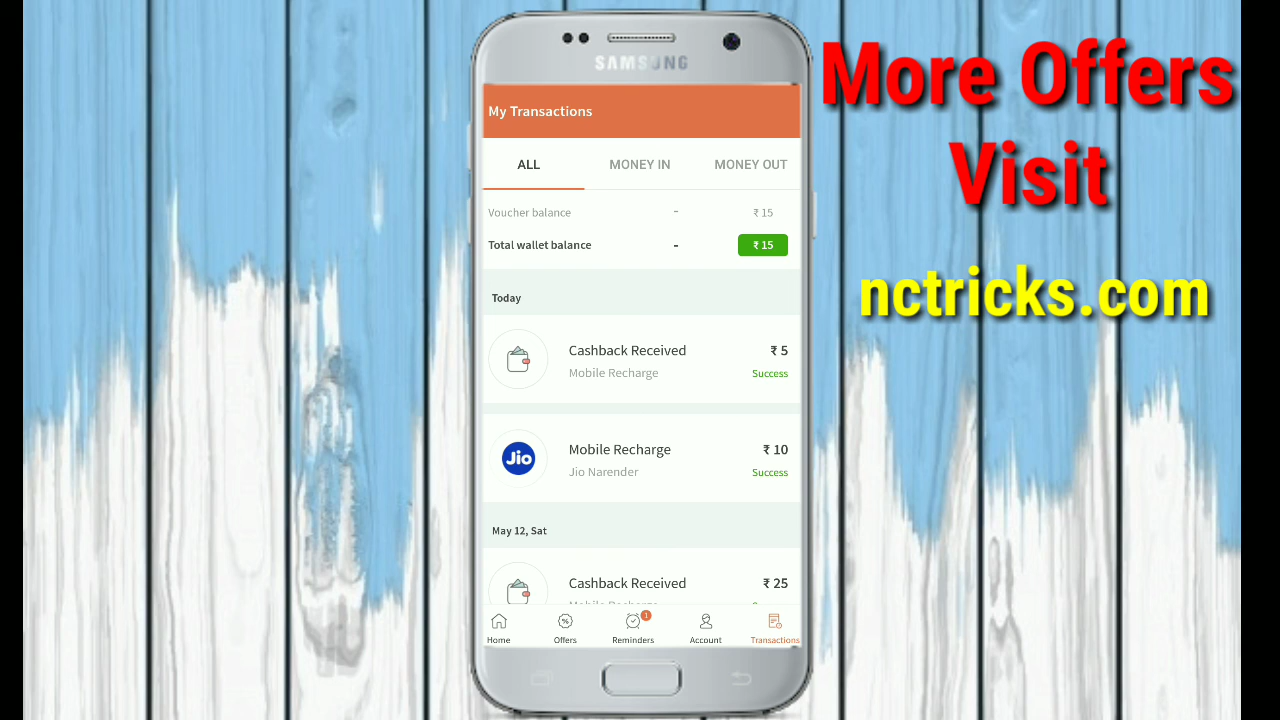 SAMSUNG
My Transactions
ALL MONEY IN MONEY OUT
Voucher balance - ₹ 15
Total wallet balance - ₹ 15
Today
Cashback Received ₹ 5
Mobile Recharge Success
Jio
Mobile Recharge ₹ 10
Jio Narender Success
May 12, Sat
Cashback Received ₹ 25
Mobile Recharge
1
Home Offers Reminders Account Transactions
More Offers
Visit
nctricks.com